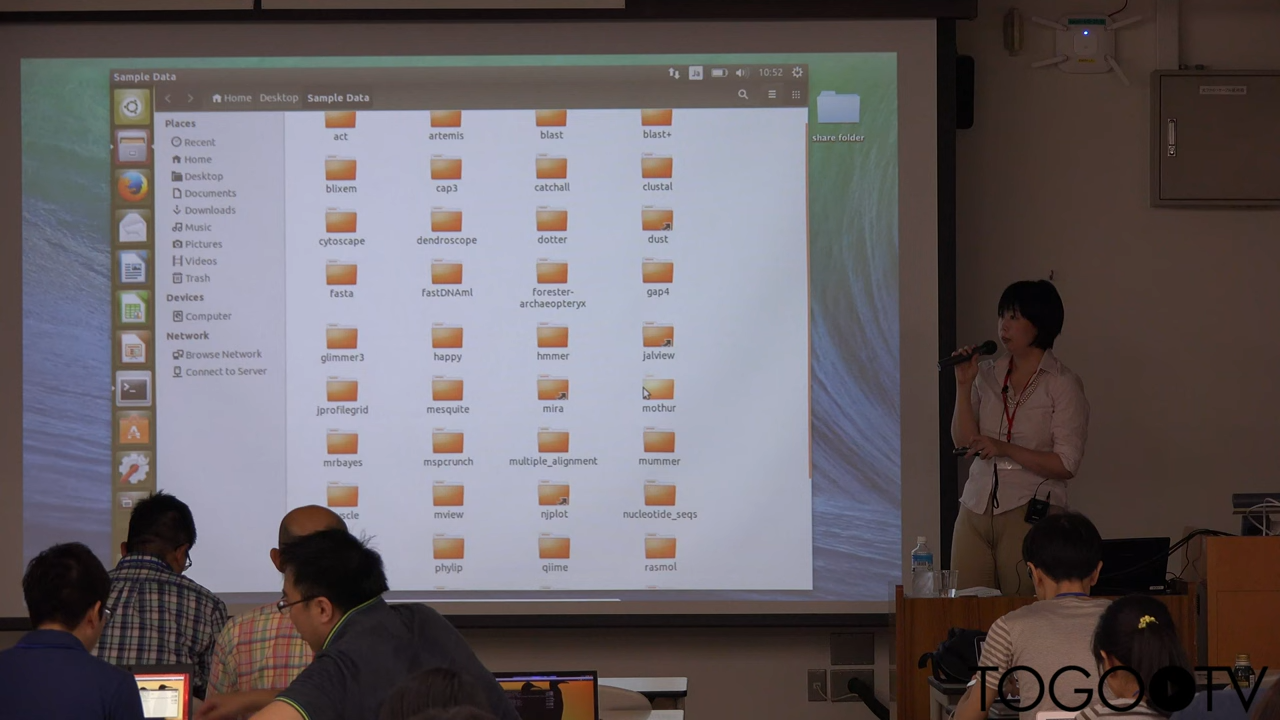 Sample Data
Ja
10:52
Home Desktop Sample Data
share folder
Places
Recent
Home
Desktop
Documents
Downloads
Music
Pictures
Videos
Trash
Devices
Computer
Network
Browse Network
Connect to Server
act artemis blast blast+
blixem cap3 catchall clustal
cytoscape dendroscope dotter dust
fasta fastDNAml forester-archaeopteryx gap4
glimmer3 happy hmmer jalview
jprofilegrid mesquite mira mothur
mrbayes mspcrunch multiple_alignment mummer
mview njplot nucleotide_seqs
phylip qiime rasmol
TOGOTV